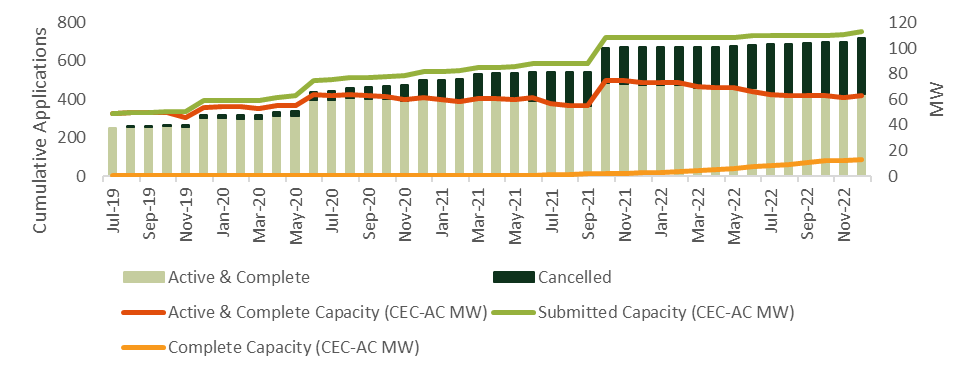 Cumulative Applications
800
600
400
200
0
120
100
80
60
40
20
0
MW
Jul-19
Sep-19
Nov-19
Jan-20
Mar-20
May-20
Jul-20
Sep-20
Nov-20
Jan-21
Mar-21
May-21
Jul-21
Sep-21
Nov-21
Jan-22
Mar-22
May-22
Jul-22
Sep-22
Nov-22
Active & Complete
Cancelled
Active & Complete Capacity (CEC-AC MW)
Submitted Capacity (CEC-AC MW)
Complete Capacity (CEC-AC MW)